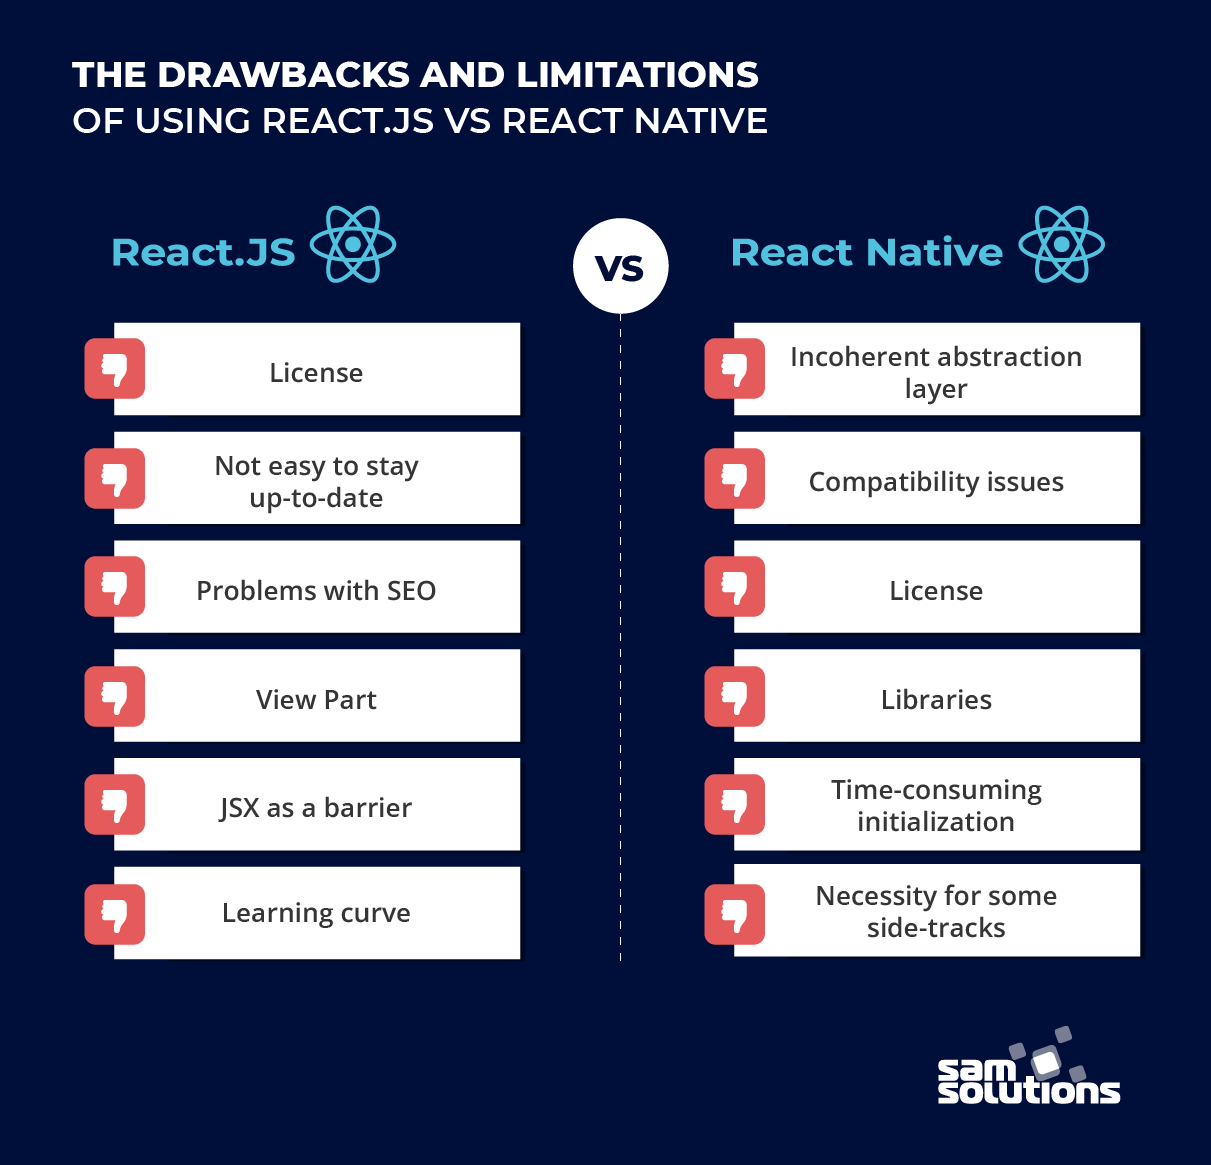 THE DRAWBACKS AND LIMITATIONS
OF USING REACT.JS VS REACT NATIVE
React.JS
VS
React Native
License
Not easy to stay
up-to-date
Problems with SEO
View Part
JSX as a barrier
Learning curve
Incoherent abstraction
layer
Compatibility issues
License
Libraries
Time-consuming
initialization
Necessity for some
side-tracks
sam
solutions